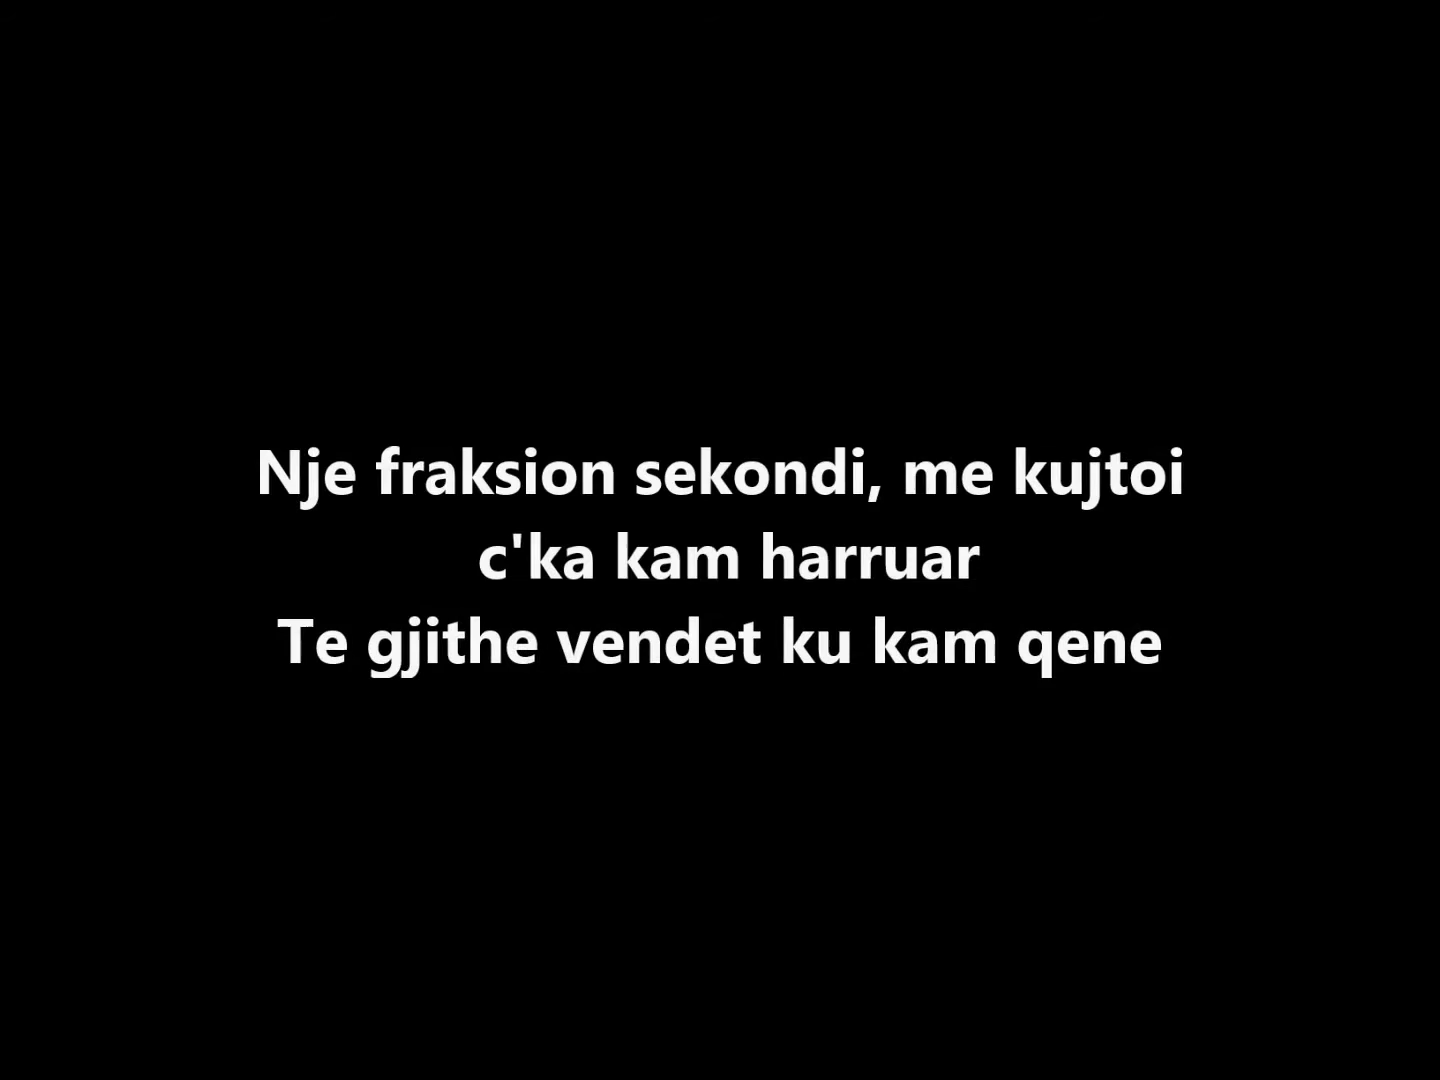 Nje fraksion sekondi, me kujtoi
c'ka kam harruar
Te gjithe vendet ku kam qene